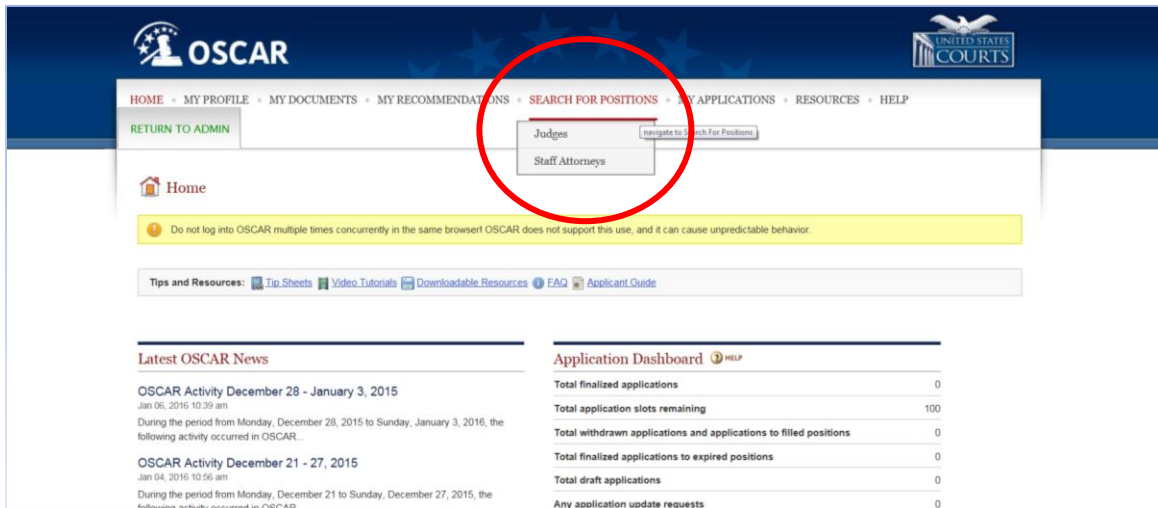 OSCAR
UNITED STATES
COURTS
HOME MY PROFILE MY DOCUMENTS MY RECOMMENDATIONS SEARCH FOR POSITIONS MY APPLICATIONS RESOURCES HELP
RETURN TO ADMIN
Judges
navigate to Search For Positions
Staff Attorneys
Home
Do not log into OSCAR multiple times concurrently in the same browser! OSCAR does not support this use, and it can cause unpredictable behavior.
Tips and Resources: Tip Sheets Video Tutorials Downloadable Resources FAQ Applicant Guide
Latest OSCAR News
OSCAR Activity December 28 - January 3, 2015
Jan 06, 2016 10:39 am
During the period from Monday, December 28, 2015 to Sunday, January 3, 2016, the
following activity occurred in OSCAR...
OSCAR Activity December 21 - 27, 2015
Jan 04, 2016 10:56 am
During the period from Monday, December 21 to Sunday, December 27, 2015, the
following activity occurred in OSCAR
Application Dashboard HELP
Total finalized applications 0
Total application slots remaining 100
Total withdrawn applications and applications to filled positions 0
Total finalized applications to expired positions 0
Total draft applications 0
Any application update requests 0